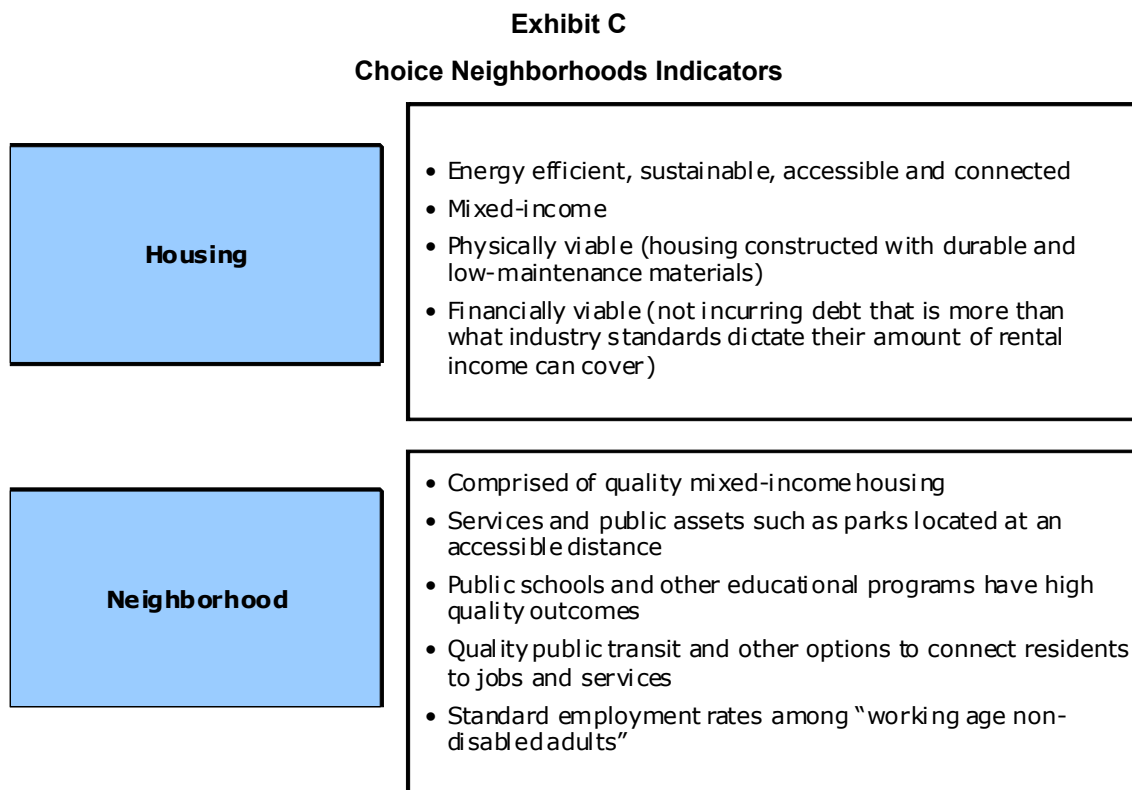 Exhibit C
Choice Neighborhoods Indicators
Housing
• Energy efficient, sustainable, accessible and connected
• Mixed-income
• Physically viable (housing constructed with durable and
low-maintenance materials)
• Financially viable (not incurring debt that is more than
what industry standards dictate their amount of rental
income can cover)
Neighborhood
• Comprised of quality mixed-income housing
• Services and public assets such as parks located at an
accessible distance
• Public schools and other educational programs have high
quality outcomes
• Quality public transit and other options to connect residents
to jobs and services
• Standard employment rates among “working age non-
disabled adults”